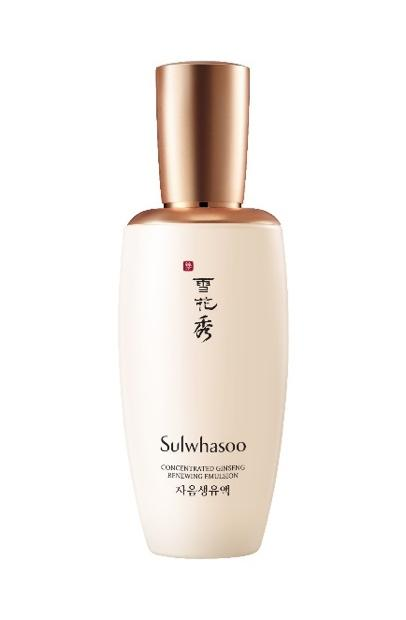 雪
花
秀
Sulwhasoo
CONCENTRATED GINSENG
RENEWING EMULSION
자음생유액